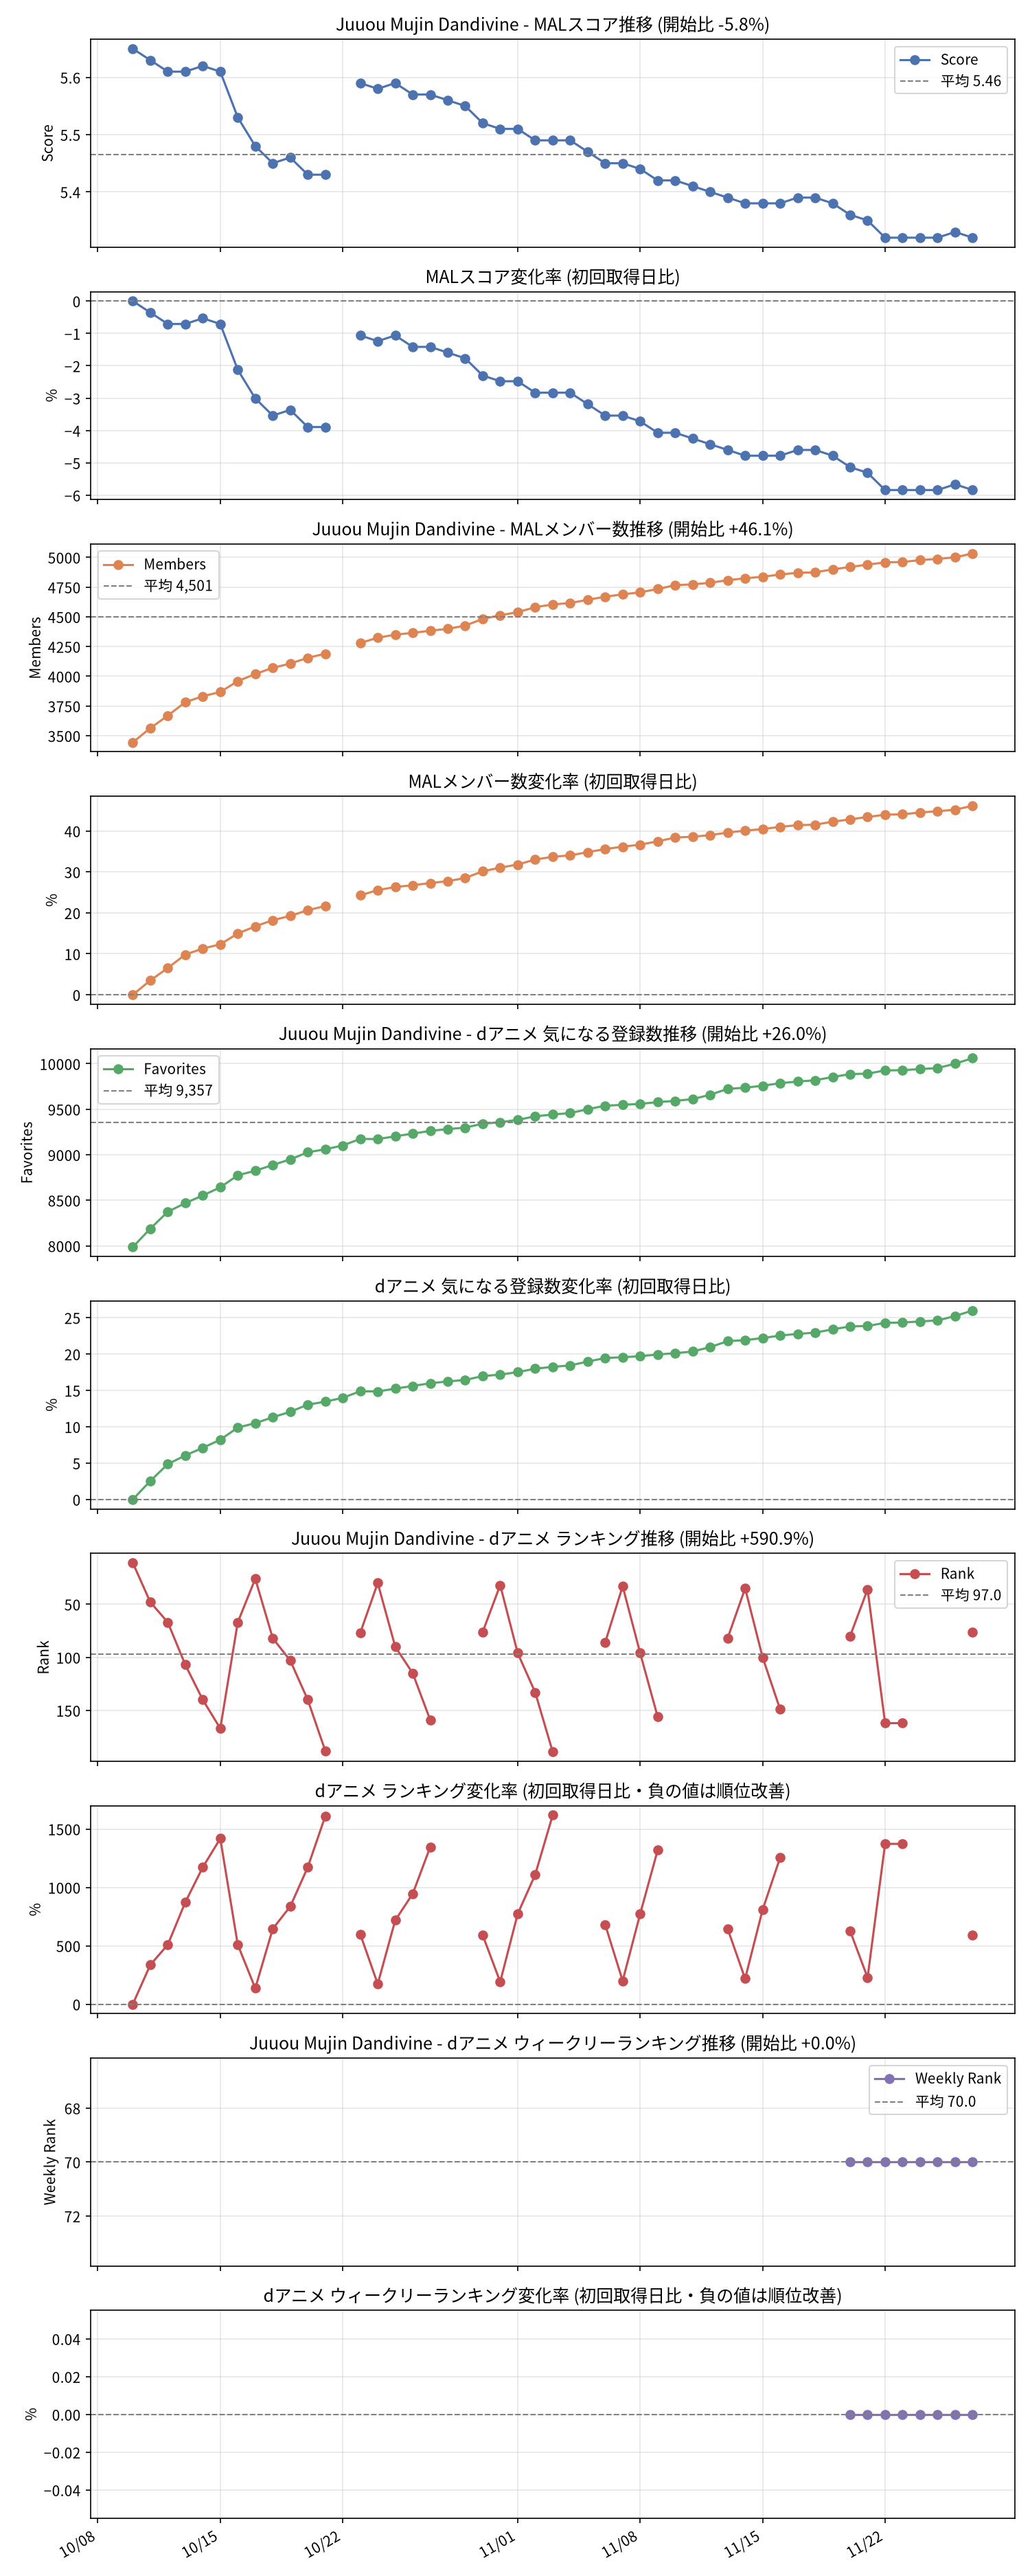 Juuou Mujin Dandivine - MALスコア推移 (開始比 -5.8%)
Score
5.6
5.5
5.4
Score
平均 5.46
MALスコア変化率 (初回取得日比)
%
0
−1
−2
−3
−4
−5
−6
Juuou Mujin Dandivine - MALメンバー数推移 (開始比 +46.1%)
Members
5000
4750
4500
4250
4000
3750
3500
Members
平均 4,501
MALメンバー数変化率 (初回取得日比)
%
40
30
20
10
0
Juuou Mujin Dandivine - dアニメ 気になる登録数推移 (開始比 +26.0%)
Favorites
10000
9500
9000
8500
8000
Favorites
平均 9,357
dアニメ 気になる登録数変化率 (初回取得日比)
%
25
20
15
10
5
0
Juuou Mujin Dandivine - dアニメ ランキング推移 (開始比 +590.9%)
Rank
50
100
150
Rank
平均 97.0
dアニメ ランキング変化率 (初回取得日比・負の値は順位改善)
%
1500
1000
500
0
Juuou Mujin Dandivine - dアニメ ウィークリーランキング推移 (開始比 +0.0%)
Weekly Rank
68
70
72
Weekly Rank
平均 70.0
dアニメ ウィークリーランキング変化率 (初回取得日比・負の値は順位改善)
%
0.04
0.02
0.00
−0.02
−0.04
10/08
10/15
10/22
11/01
11/08
11/15
11/22